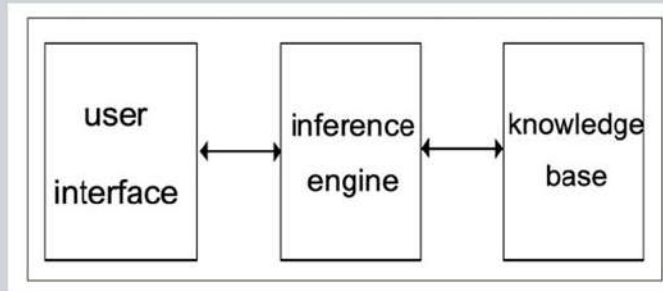 user
interface
inference
engine
knowledge
base